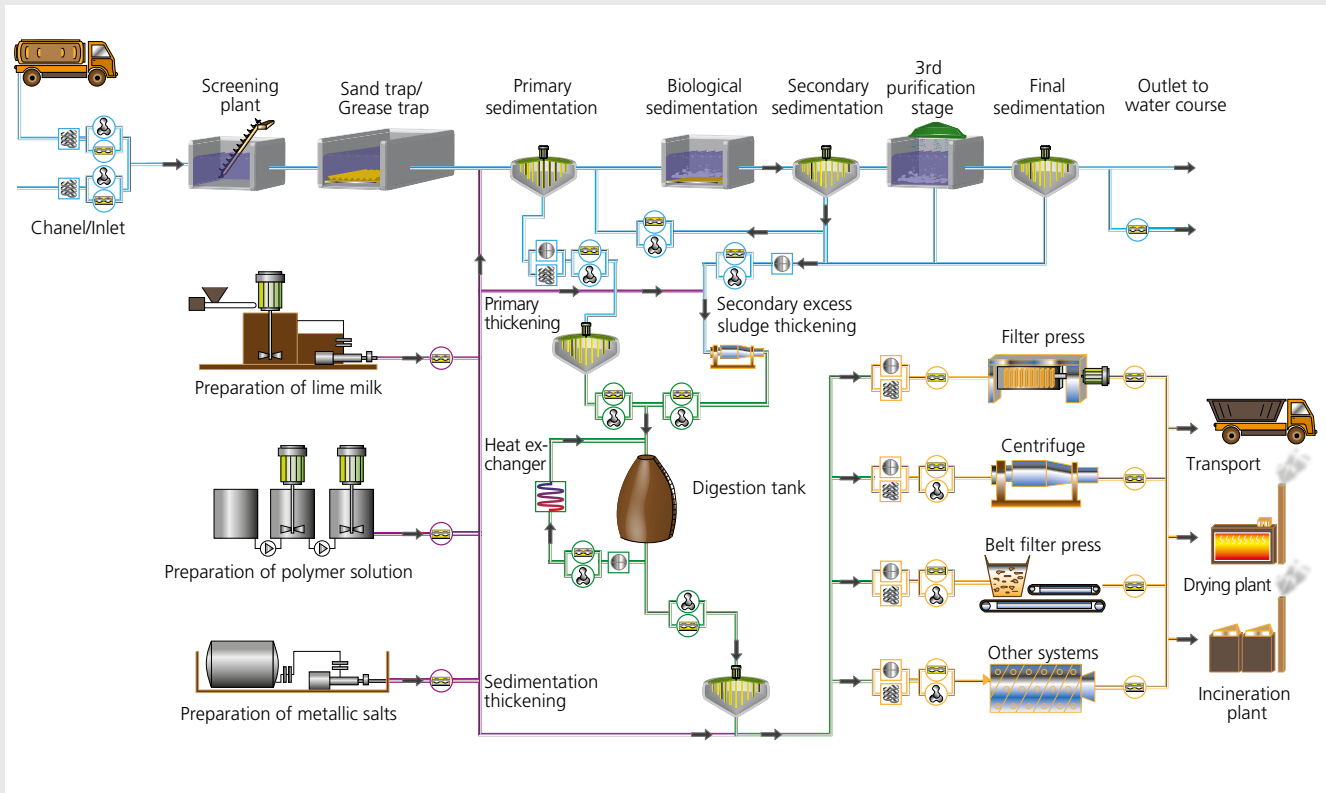 Screening
plant
Sand trap/
Grease trap
Primary
sedimentation
Biological
sedimentation
Secondary
sedimentation
3rd
purification
stage
Final
sedimentation
Outlet to
water course
Chanel/Inlet
Primary
thickening
Secondary excess
sludge thickening
Preparation of lime milk
Filter press
Transport
Heat ex-
changer
Digestion tank
Centrifuge
Preparation of polymer solution
Belt filter press
Drying plant
Preparation of metallic salts
Sedimentation
thickening
Other systems
Incineration
plant